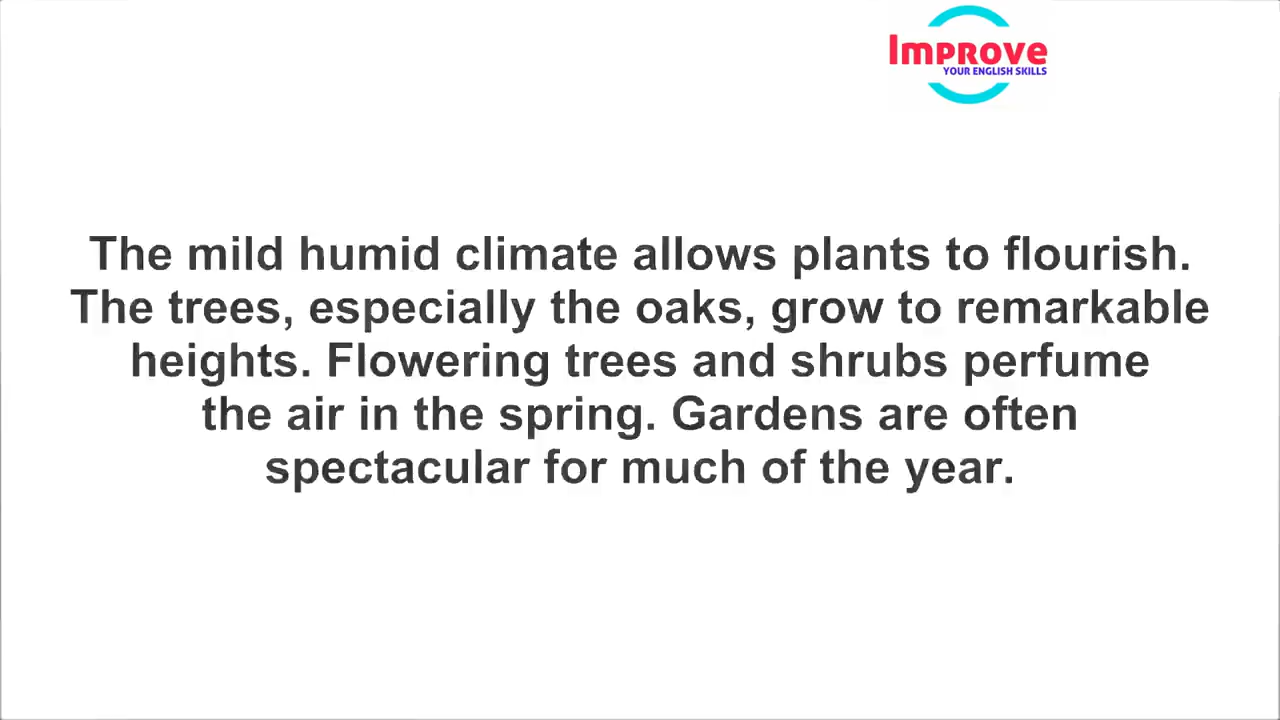 Improve
YOUR ENGLISH SKILLS
The mild humid climate allows plants to flourish.
The trees, especially the oaks, grow to remarkable
heights. Flowering trees and shrubs perfume
the air in the spring. Gardens are often
spectacular for much of the year.